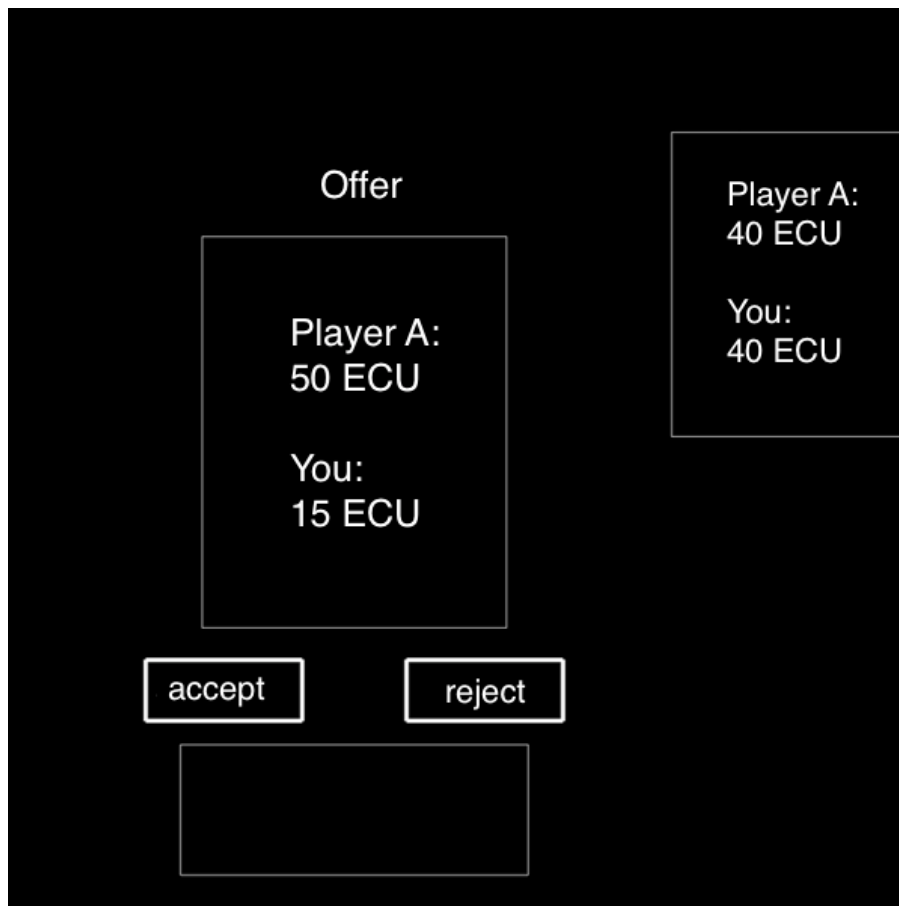 Offer
Player A:
50 ECU
You:
15 ECU
accept
reject
Player A:
40 ECU
You:
40 ECU